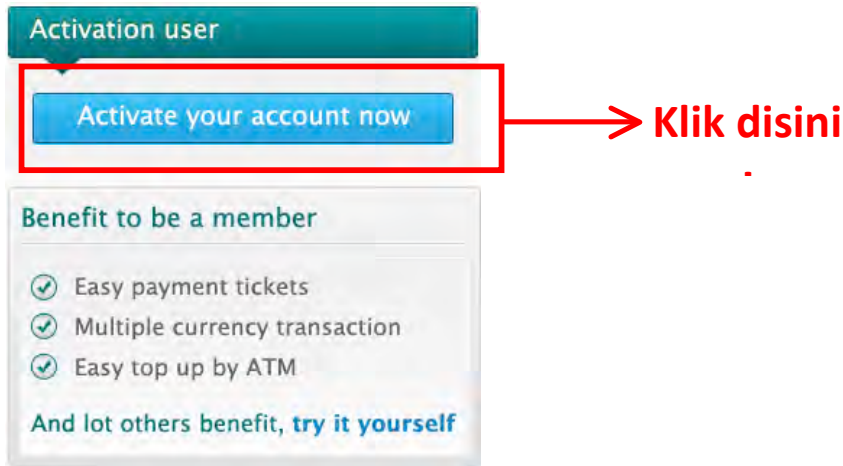 Activation user
Activate your account now
Klik disini
Benefit to be a member
Easy payment tickets
Multiple currency transaction
Easy top up by ATM
And lot others benefit, try it yourself